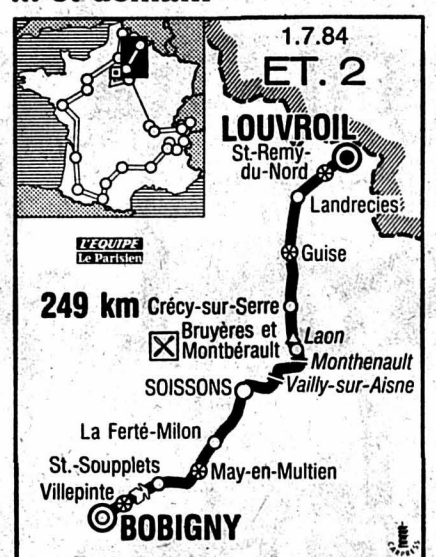 ... et demain
1.7.84
ET. 2
LOUVROIL
St-Remy-
du-Nord
Landrecies
L'EQUIPE
Le Parisien
Guise
249 km
Crécy-sur-Serre
Bruyères et
Montbérault
Laon
Monthenault
Vailly-sur-Aisne
SOISSONS
La Ferté-Milon
St.-Soupplets
May-en-Multien
Villepinte
BOBIGNY